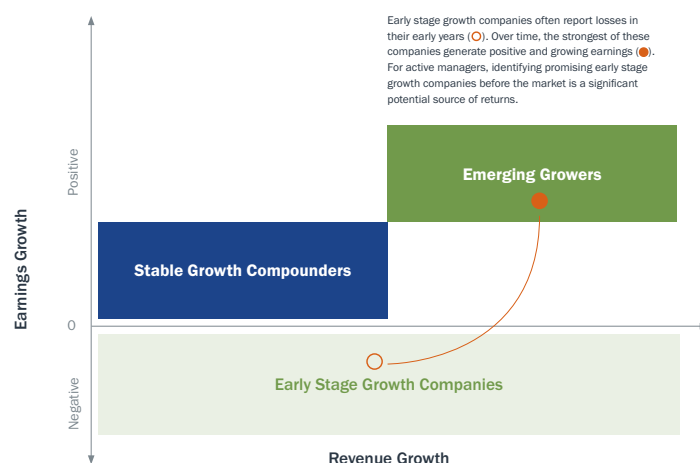 Early stage growth companies often report losses in
their early years ( ). Over time, the strongest of these
companies generate positive and growing earnings ( ).
For active managers, identifying promising early stage
growth companies before the market is a significant
potential source of returns.
Positive
Emerging Growers
Earnings Growth
Stable Growth Compounders
0
Negative
Early Stage Growth Companies
Revenue Growth